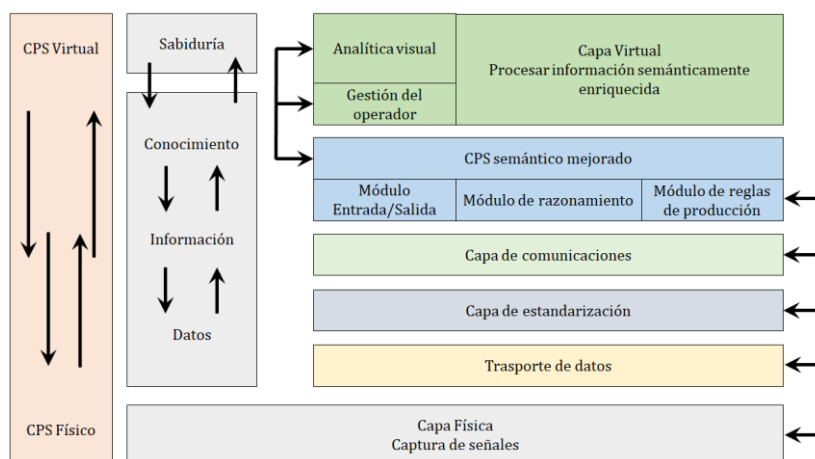 CPS Virtual
CPS Físico
Sabiduría
Conocimiento
Información
Datos
Analítica visual
Gestión del
operador
Capa Virtual
Procesar información semánticamente
enriquecida
CPS semántico mejorado
Módulo
Entrada/Salida
Módulo de razonamiento
Módulo de reglas
de producción
Capa de comunicaciones
Capa de estandarización
Trasporte de datos
Capa Física
Captura de señales